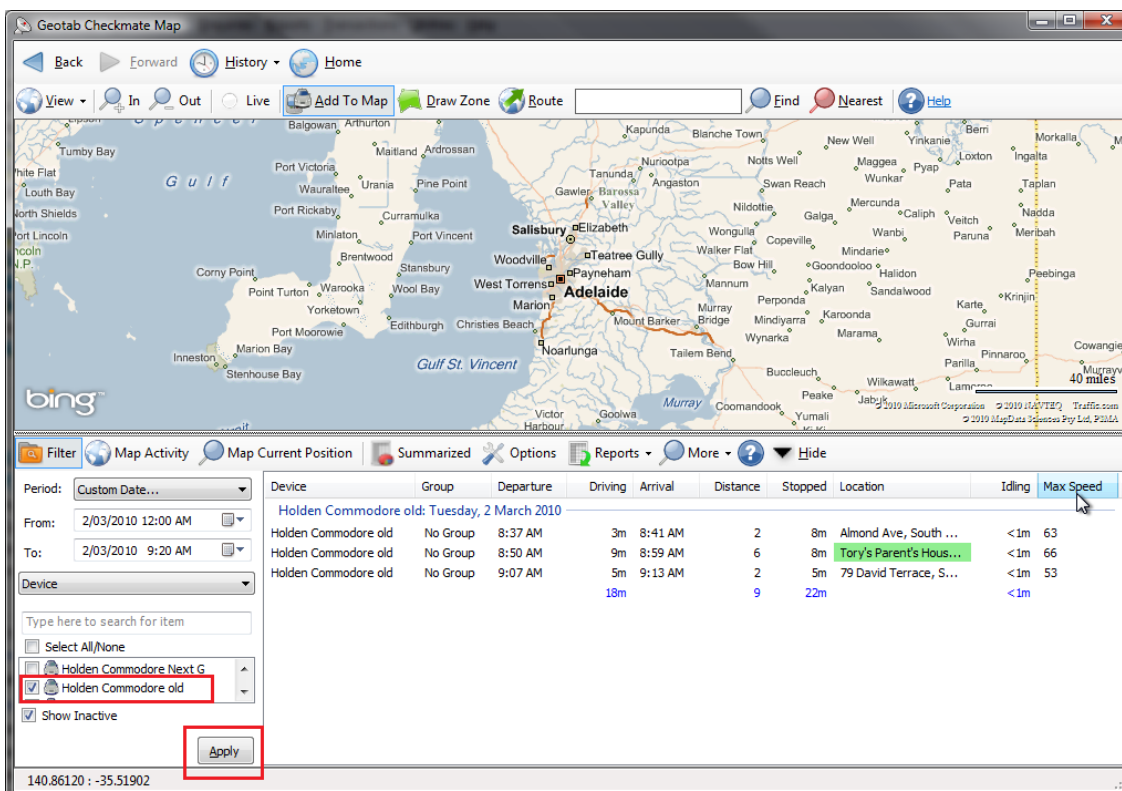 Geotab Checkmate Map
Back Forward History Home
View In Out Live Add To Map Draw Zone Route Find Nearest Help
Balgowan Arthurton Kapunda Blanche Town New Well Yinkanie Berri Morkalla
Tumby Bay Maitland Ardrossan
Port Victoria Nuriootpa Notts Well Maggea Pyap Loxton Ingalta
White Flat Tanunda
Gulf Wauraltee Urania Pine Point Gawler Barossa Valley Angaston Swan Reach Wunkar Pata Taplan
Louth Bay
North Shields Port Rickaby Curramulka Nildottie Galga Mercunda Caliph Veitch Nadda
Port Lincoln Minlaton Port Vincent Salisbury Elizabeth Wongulla Copeville Wanbi Paruna Meribah
Brentwood Woodville Teatree Gully Walker Flat Mindarie
Corny Point Stansbury Payneham Bow Hill Goondooloo Halidon Peebinga
Point Turton Warooka Wool Bay West Torrens Adelaide Mannum Kalyan Sandalwood
Yorketown Marion Murray Bridge Perponda Karoonda Karte Krinjin
Port Moorowie Edithburgh Christies Beach Mount Barker Mindiyarra Gurrai
Wynarka Marama Wirha
Inneston Marion Bay Noarlunga Tailem Bend Parilla Pinnaroo Cowangie
Stenhouse Bay Gulf St. Vincent Buccleuch Wilkawatt
40 miles
bing
Peake Jabuk
Victor Harbour Goolwa Murray Coomandook Yumali
© 2010 Microsoft Corporation © 2010 NAVTEQ Traffic.com
© 2010 MapData Sciences Pty Ltd, PSMA
Filter Map Activity Map Current Position Summarized Options Reports More Hide
Period: Custom Date...
From: 2/03/2010 12:00 AM
To: 2/03/2010 9:20 AM
Device
Type here to search for item
Select All/None
Holden Commodore Next G
Holden Commodore old
Show Inactive
Apply
Device Group Departure Driving Arrival Distance Stopped Location Idling Max Speed
Holden Commodore old: Tuesday, 2 March 2010
Holden Commodore old No Group 8:37 AM 3m 8:41 AM 2 8m Almond Ave, South ... <1m 63
Holden Commodore old No Group 8:50 AM 9m 8:59 AM 6 8m Tory's Parent's Hous... <1m 66
Holden Commodore old No Group 9:07 AM 5m 9:13 AM 2 5m 79 David Terrace, S... <1m 53
18m 9 22m <1m
140.86120 : -35.51902